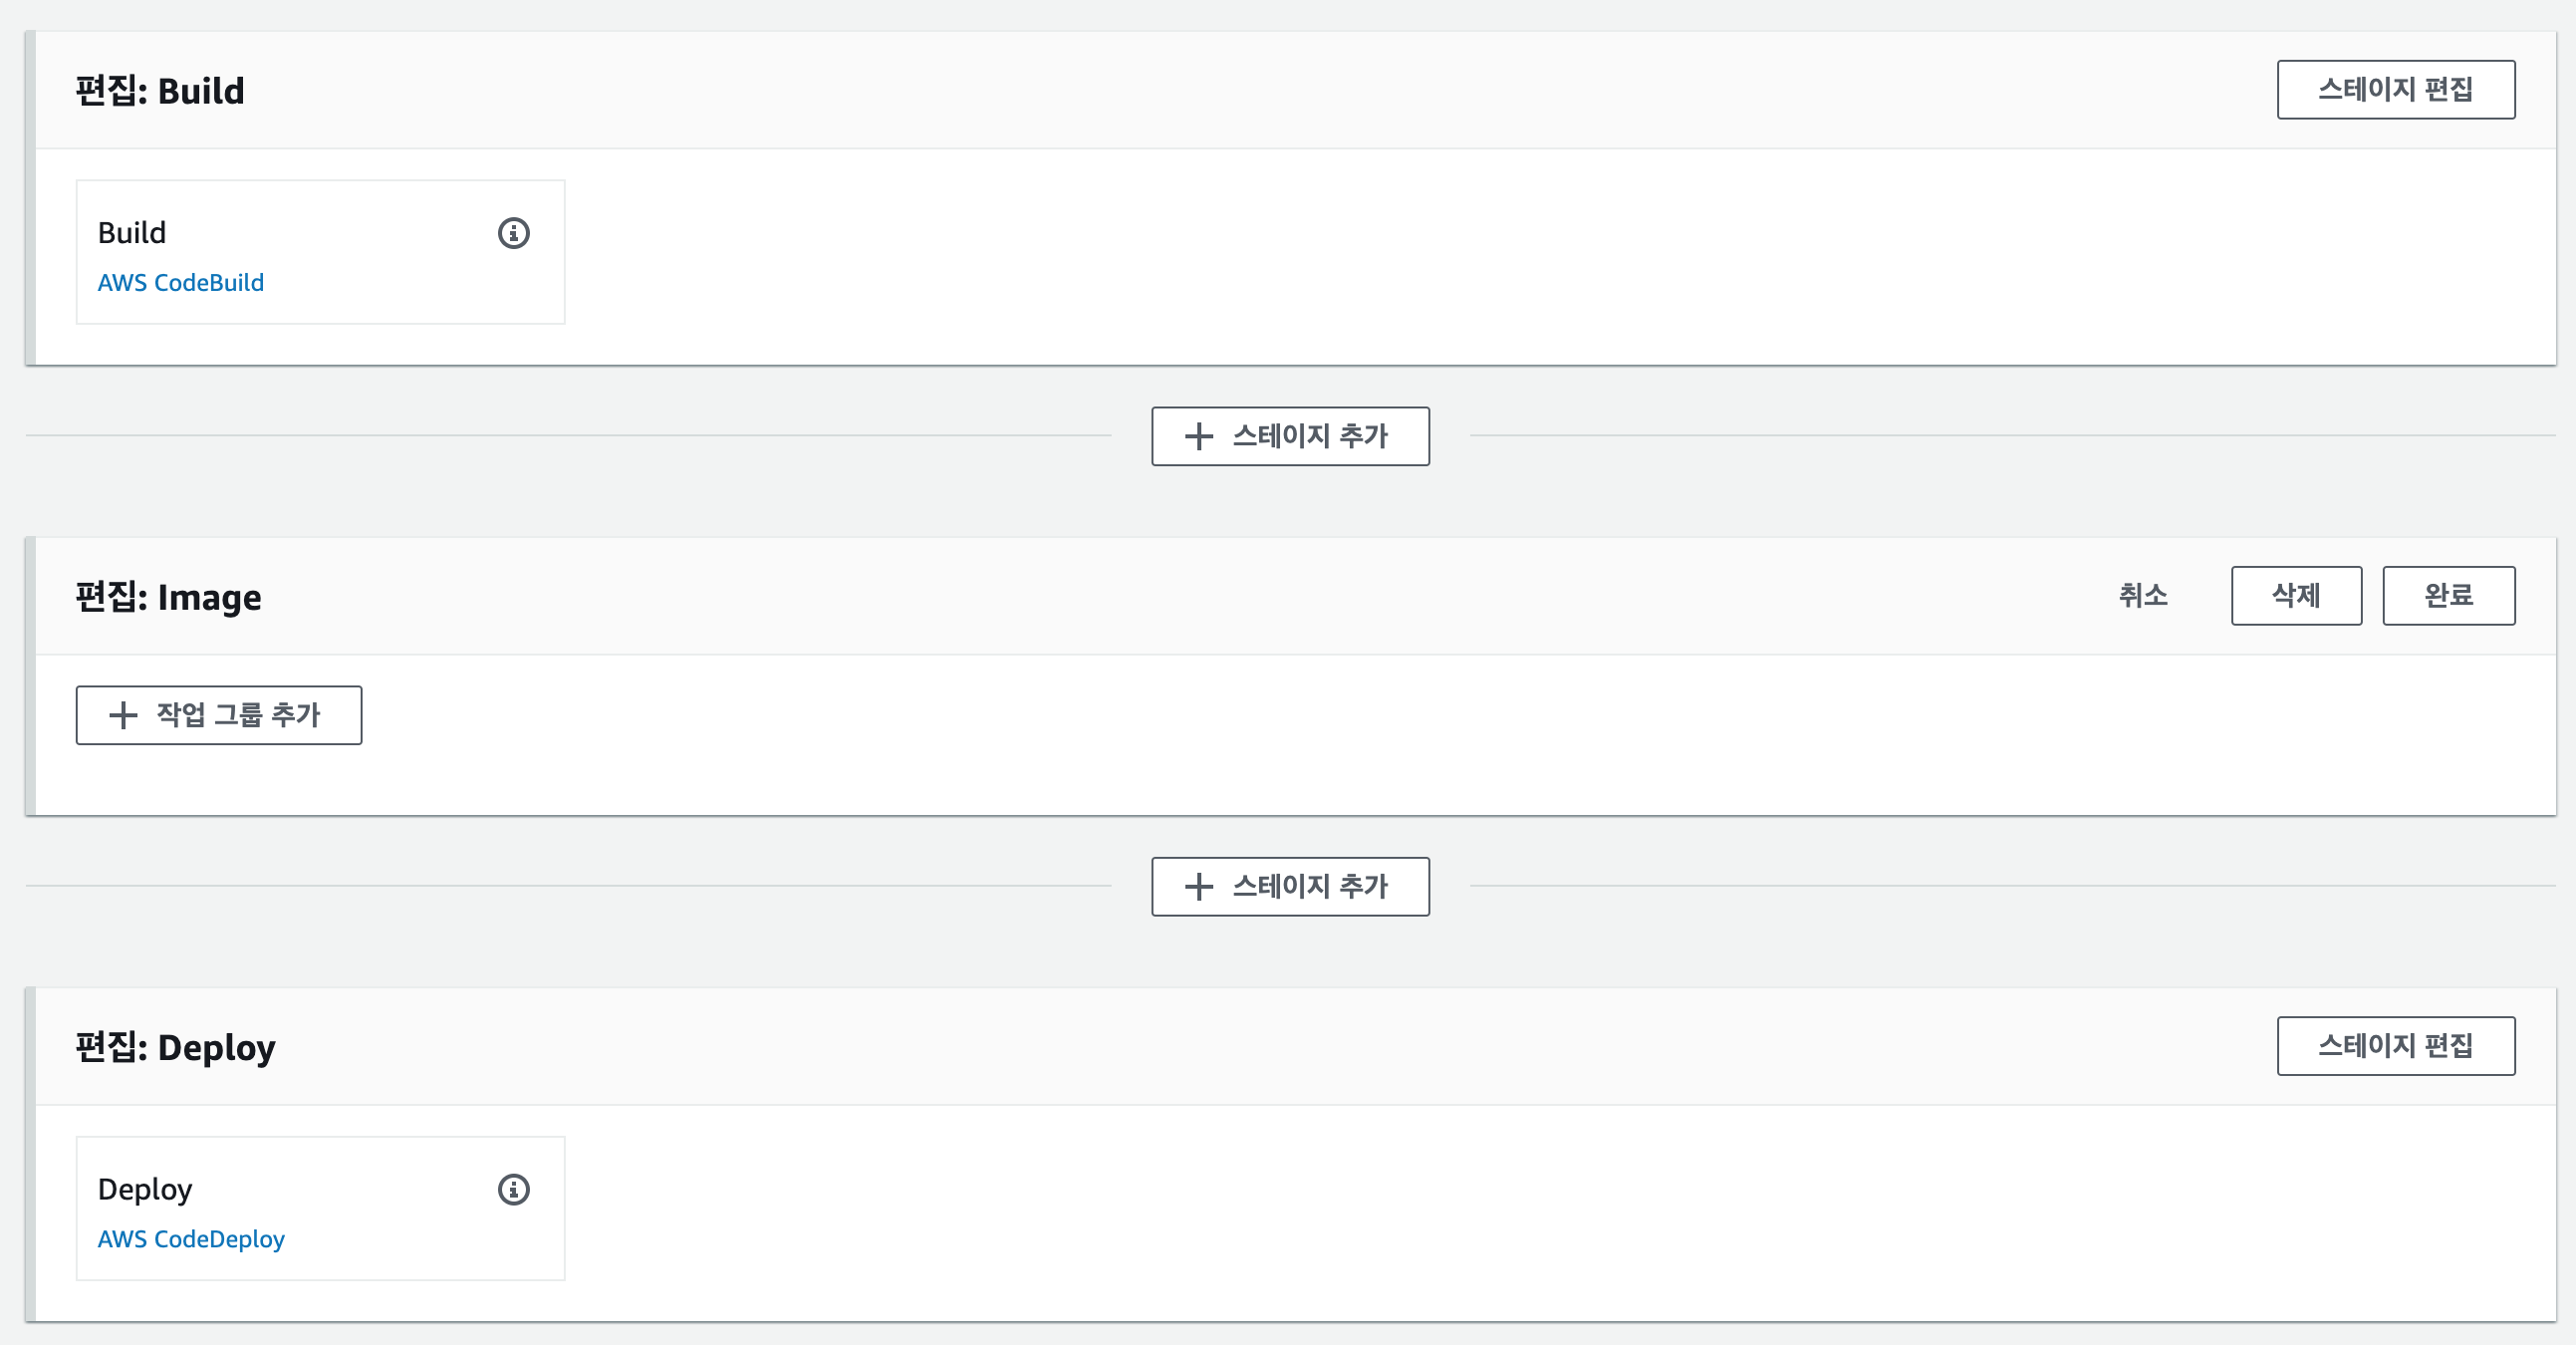 편집: Build
스테이지 편집
Build
AWS CodeBuild
스테이지 추가
편집: Image
취소
삭제
완료
작업 그룹 추가
스테이지 추가
편집: Deploy
스테이지 편집
Deploy
AWS CodeDeploy